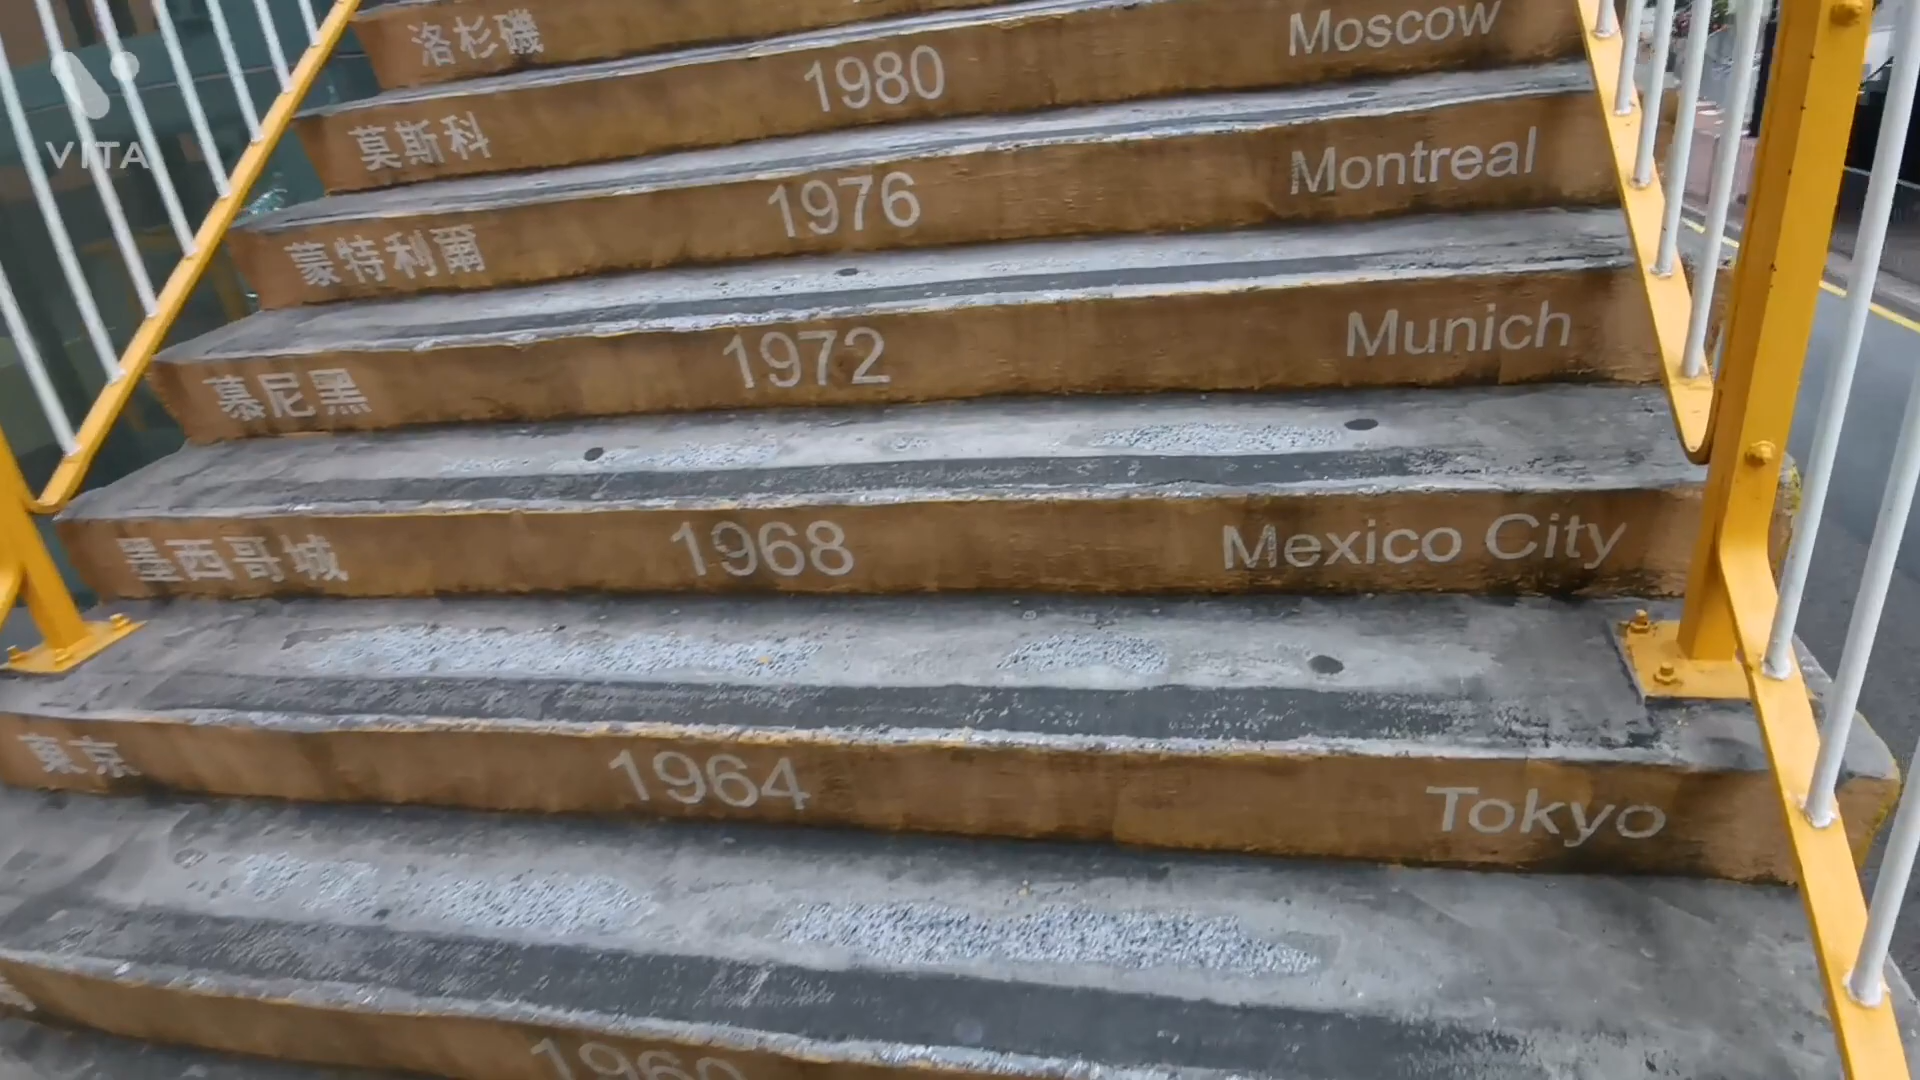 VITA
洛杉磯
莫斯科 1980 Moscow
蒙特利爾 1976 Montreal
慕尼黑 1972 Munich
墨西哥城 1968 Mexico City
東京 1964 Tokyo
1960